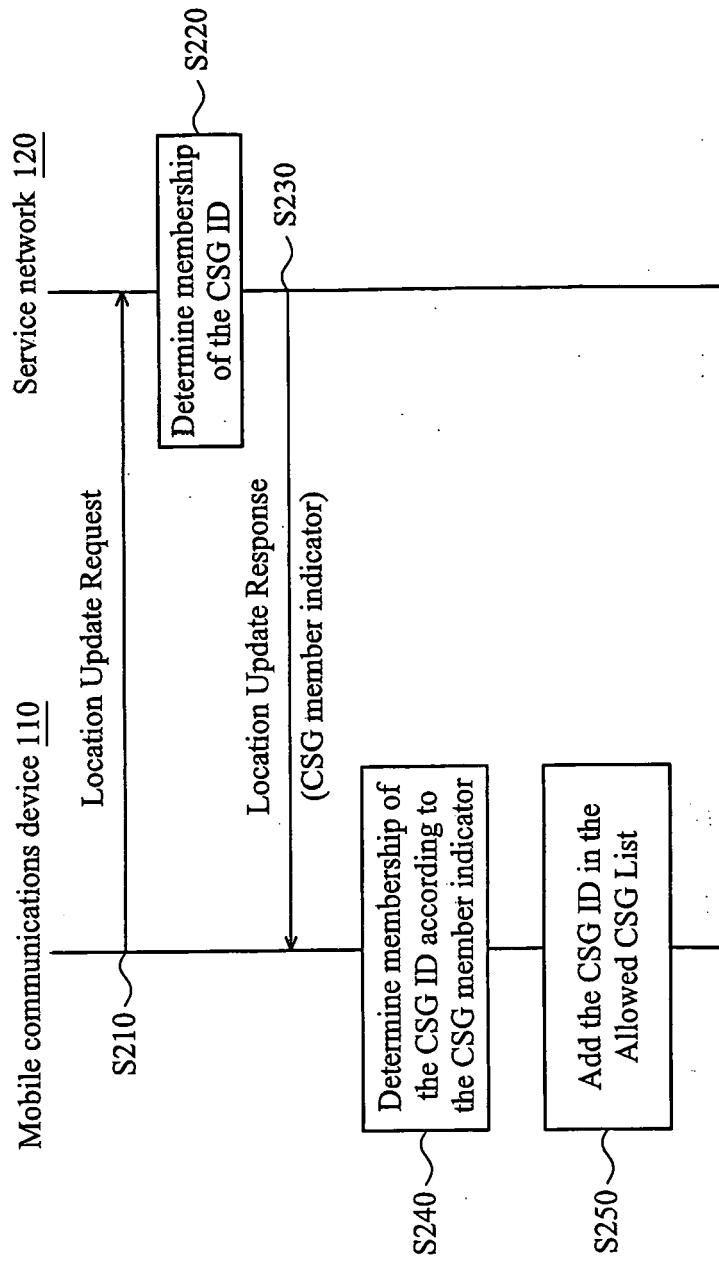 Mobile communications device 110
Service network 120
S210
Location Update Request
Determine membership
of the CSG ID
S220
Location Update Response
(CSG member indicator)
S230
S240
Determine membership of
the CSG ID according to
the CSG member indicator
S250
Add the CSG ID in the
Allowed CSG List